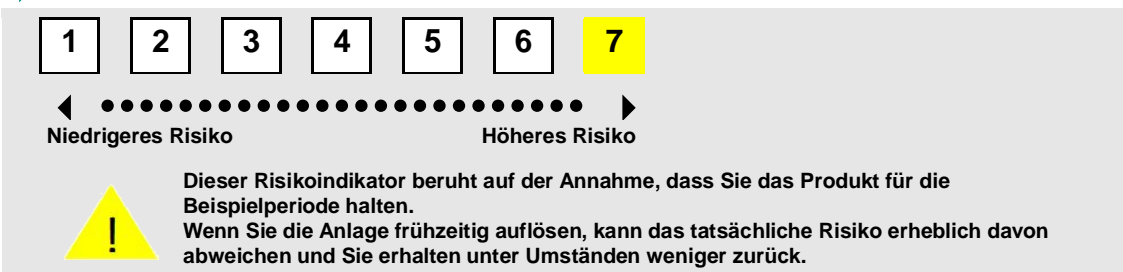 1 2 3 4 5 6 7
Niedrigeres Risiko Höheres Risiko
Dieser Risikoindikator beruht auf der Annahme, dass Sie das Produkt für die
Beispielperiode halten.
! Wenn Sie die Anlage frühzeitig auflösen, kann das tatsächliche Risiko erheblich davon
abweichen und Sie erhalten unter Umständen weniger zurück.